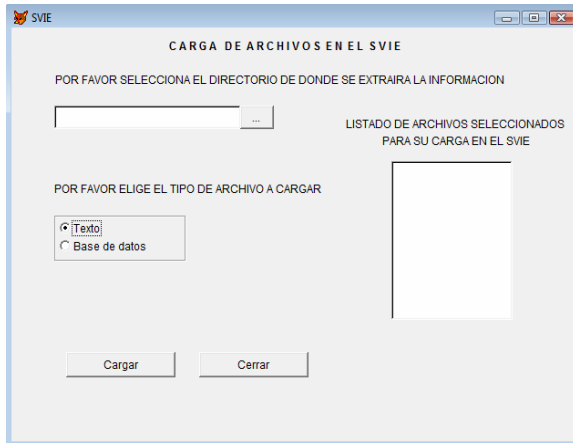 SVIE
CARGA DE ARCHIVOS EN EL SVIE
POR FAVOR SELECCIONA EL DIRECTORIO DE DONDE SE EXTRAIRA LA INFORMACION
...
LISTADO DE ARCHIVOS SELECCIONADOS
PARA SU CARGA EN EL SVIE
POR FAVOR ELIGE EL TIPO DE ARCHIVO A CARGAR
Texto
Base de datos
Cargar
Cerrar